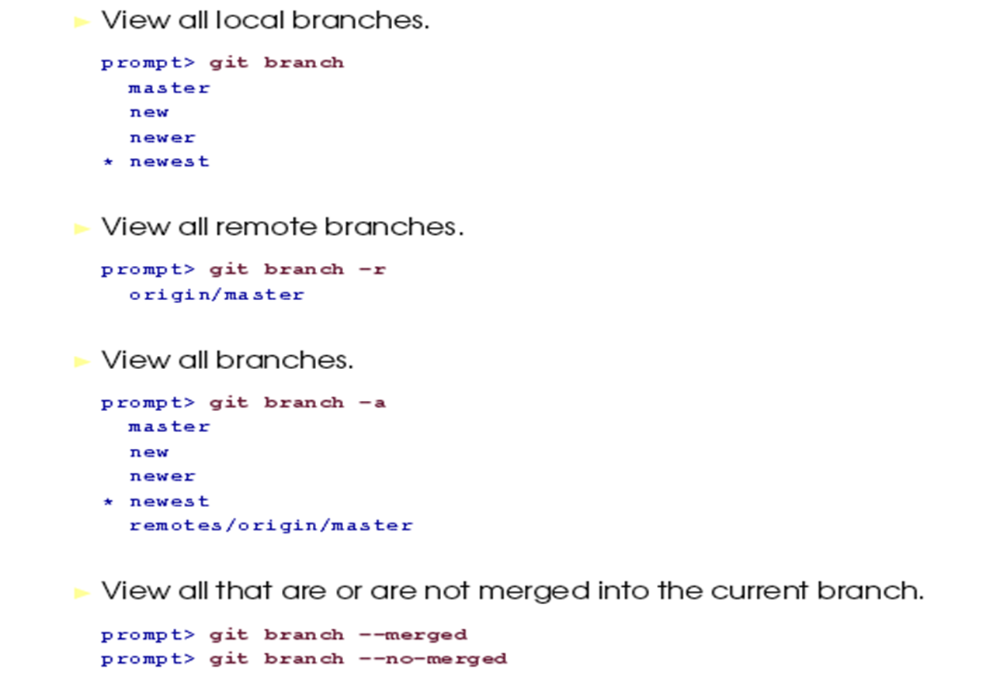 View all local branches.
prompt> git branch
master
new
newer
* newest
View all remote branches.
prompt> git branch -r
origin/master
View all branches.
prompt> git branch -a
master
new
newer
* newest
remotes/origin/master
View all that are or are not merged into the current branch.
prompt> git branch --merged
prompt> git branch --no-merged